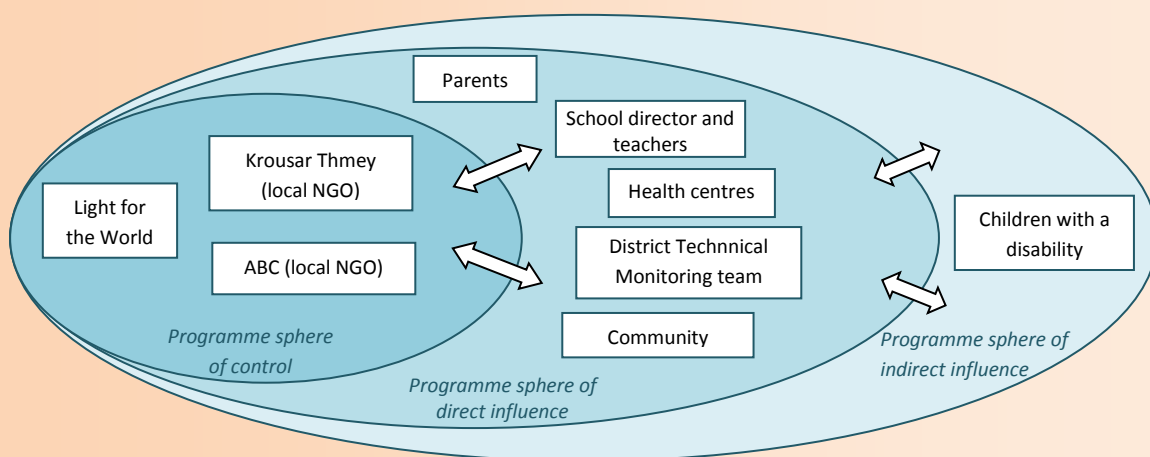 Parents
School director and
teachers
Krousar Thmey
(local NGO)
Health centres
Light for
the World
Children with a
disability
ABC (local NGO)
District Technnical
Monitoring team
Community
Programme sphere
of control
Programme sphere of
indirect influence
Programme sphere of
direct influence